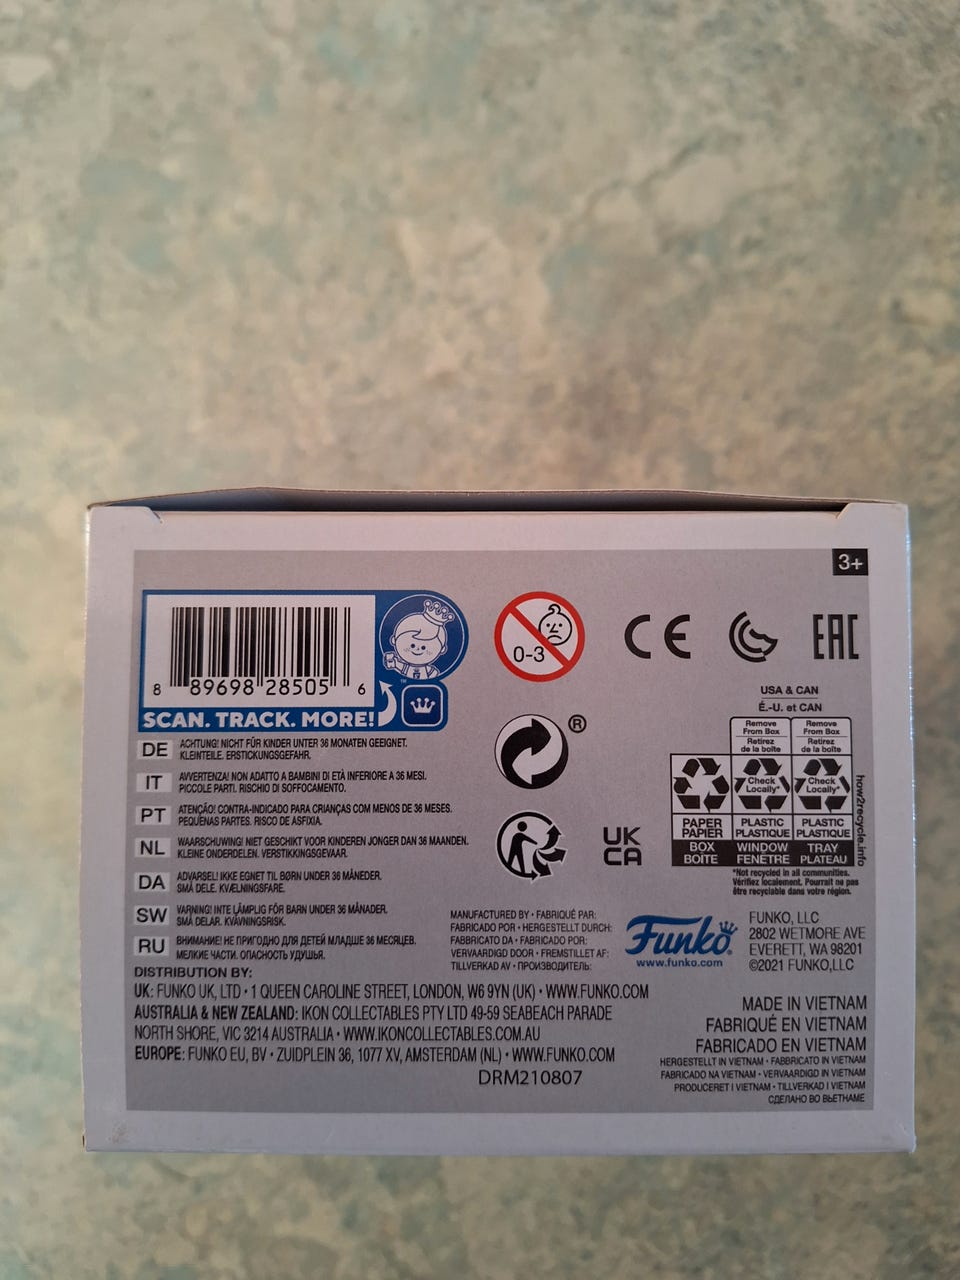 3+
8 89698 28505 6
SCAN. TRACK. MORE!
™
0-3
CE
EAC
®
UK
CA
USA & CAN
É.-U. et CAN
Remove From Box
Retirez de la boîte
Remove From Box
Retirez de la boîte
Check Locally*
Check Locally*
PAPER
PAPIER
PLASTIC
PLASTIQUE
PLASTIC
PLASTIQUE
BOX
BOÎTE
WINDOW
FENÊTRE
TRAY
PLATEAU
how2recycle.info
*Not recycled in all communities.
Vérifiez localement. Pourrait ne pas
être recyclable dans votre région.
DE ACHTUNG! NICHT FÜR KINDER UNTER 36 MONATEN GEEIGNET.
KLEINTEILE. ERSTICKUNGSGEFAHR.
IT AVVERTENZA! NON ADATTO A BAMBINI DI ETÀ INFERIORE A 36 MESI.
PICCOLE PARTI. RISCHIO DI SOFFOCAMENTO.
PT ATENÇÃO! CONTRA-INDICADO PARA CRIANÇAS COM MENOS DE 36 MESES.
PEQUENAS PARTES. RISCO DE ASFIXIA.
NL WAARSCHUWING! NIET GESCHIKT VOOR KINDEREN JONGER DAN 36 MAANDEN.
KLEINE ONDERDELEN. VERSTIKKINGSGEVAAR.
DA ADVARSEL! IKKE EGNET TIL BØRN UNDER 36 MÅNEDER.
SMÅ DELE. KVÆLNINGSFARE.
SW VARNING! INTE LÄMPLIG FÖR BARN UNDER 36 MÅNADER.
SMÅ DELAR. KVÄVNINGSRISK.
RU ВНИМАНИЕ! НЕ ПРИГОДНО ДЛЯ ДЕТЕЙ МЛАДШЕ 36 МЕСЯЦЕВ.
МЕЛКИЕ ЧАСТИ. ОПАСНОСТЬ УДУШЬЯ.
MANUFACTURED BY • FABRIQUÉ PAR:
FABRICADO POR • HERGESTELLT DURCH:
FABBRICATO DA • FABRICADO POR:
VERVAARDIGD DOOR • FREMSTILLET AF:
TILLVERKAD AV • ПРОИЗВОДИТЕЛЬ:
Funko®
www.funko.com
FUNKO, LLC
2802 WETMORE AVE
EVERETT, WA 98201
©2021 FUNKO,LLC
DISTRIBUTION BY:
UK: FUNKO UK, LTD • 1 QUEEN CAROLINE STREET, LONDON, W6 9YN (UK) • WWW.FUNKO.COM
AUSTRALIA & NEW ZEALAND: IKON COLLECTABLES PTY LTD 49-59 SEABEACH PARADE
NORTH SHORE, VIC 3214 AUSTRALIA • WWW.IKONCOLLECTABLES.COM.AU
EUROPE: FUNKO EU, BV • ZUIDPLEIN 36, 1077 XV, AMSTERDAM (NL) • WWW.FUNKO.COM
DRM210807
MADE IN VIETNAM
FABRIQUÉ EN VIETNAM
FABRICADO EN VIETNAM
HERGESTELLT IN VIETNAM • FABBRICATO IN VIETNAM
FABRICADO NA VIETNAM • VERVAARDIGD IN VIETNAM
PRODUCERET I VIETNAM • TILLVERKAD I VIETNAM
СДЕЛАНО ВО ВЬЕТНАМЕ